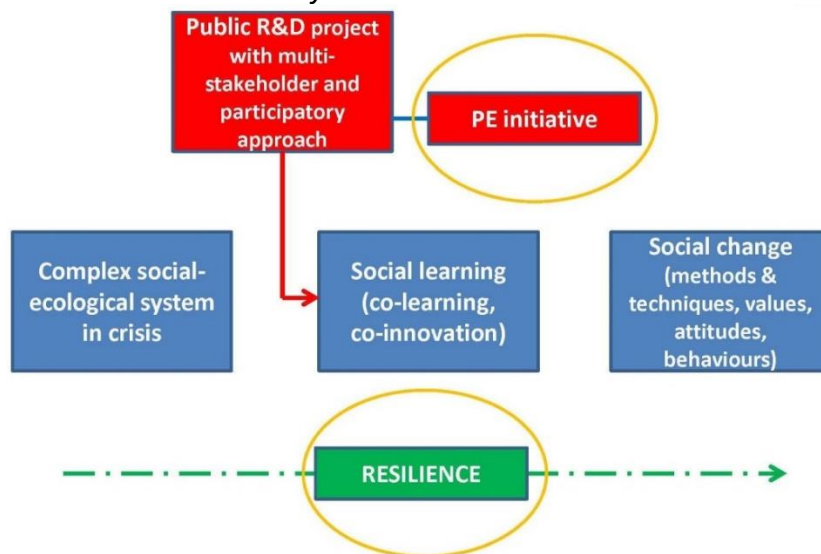 Public R&D project
with multi-
stakeholder and
participatory
approach
PE initiative
Complex social-
ecological system
in crisis
Social learning
(co-learning,
co-innovation)
Social change
(methods &
techniques, values,
attitudes,
behaviours)
RESILIENCE